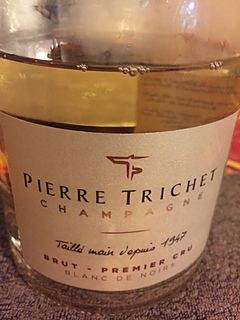 PIERRE TRICHET
CHAMPAGNE
Taillé main depuis 1947
BRUT - PREMIER CRU
BLANC DE NOIRS